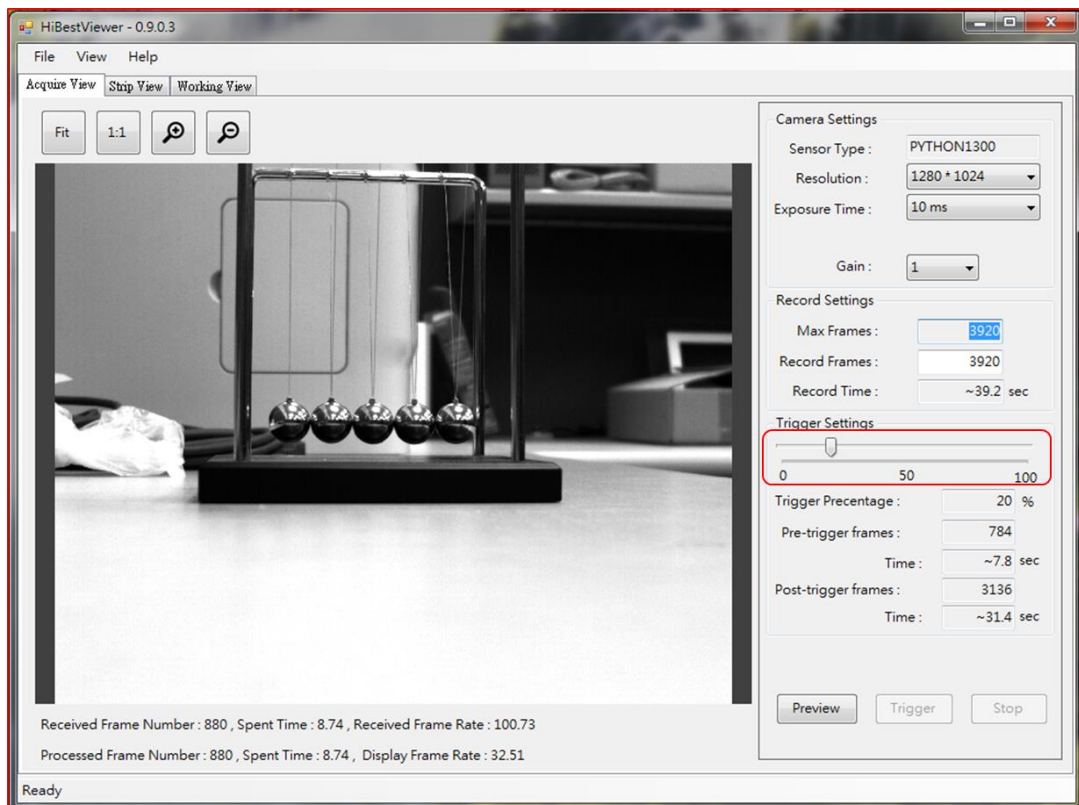 HiBestViewer - 0.9.0.3
File View Help
Acquire View Strip View Working View
Fit 1:1
Camera Settings
Sensor Type : PYTHON1300
Resolution : 1280 * 1024
Exposure Time : 10 ms
Gain : 1
Record Settings
Max Frames : 3920
Record Frames : 3920
Record Time : ~39.2 sec
Trigger Settings
0 50 100
Trigger Precentage : 20 %
Pre-trigger frames : 784
Time : ~7.8 sec
Post-trigger frames : 3136
Time : ~31.4 sec
Preview Trigger Stop
Received Frame Number : 880 , Spent Time : 8.74 , Received Frame Rate : 100.73
Processed Frame Number : 880 , Spent Time : 8.74 , Display Frame Rate : 32.51
Ready